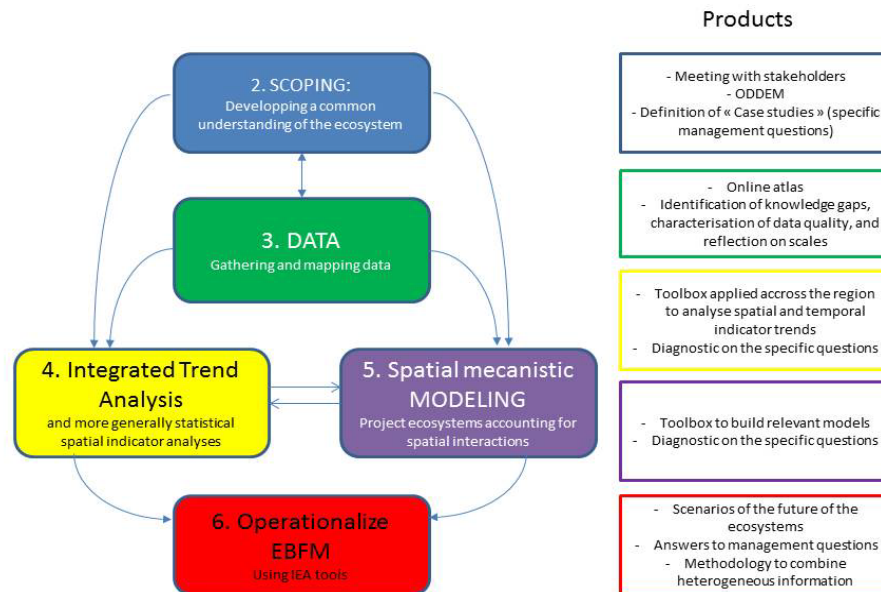 Products
2. SCOPING:
Developping a common
understanding of the ecosystem
3. DATA
Gathering and mapping data
4. Integrated Trend
Analysis
and more generally statistical
spatial indicator analyses
5. Spatial mecanistic
MODELING
Project ecosystems accounting for
spatial interactions
6. Operationalize
EBFM
Using IEA tools
- Meeting with stakeholders
- ODDEM
- Definition of « Case studies » (specific
management questions)
- Online atlas
- Identification of knowledge gaps,
characterisation of data quality, and
reflection on scales
- Toolbox applied accross the region
to analyse spatial and temporal
indicator trends
- Diagnostic on the specific questions
- Toolbox to build relevant models
- Diagnostic on the specific questions
- Scenarios of the future of the
ecosystems
- Answers to management questions
- Methodology to combine
heterogeneous information